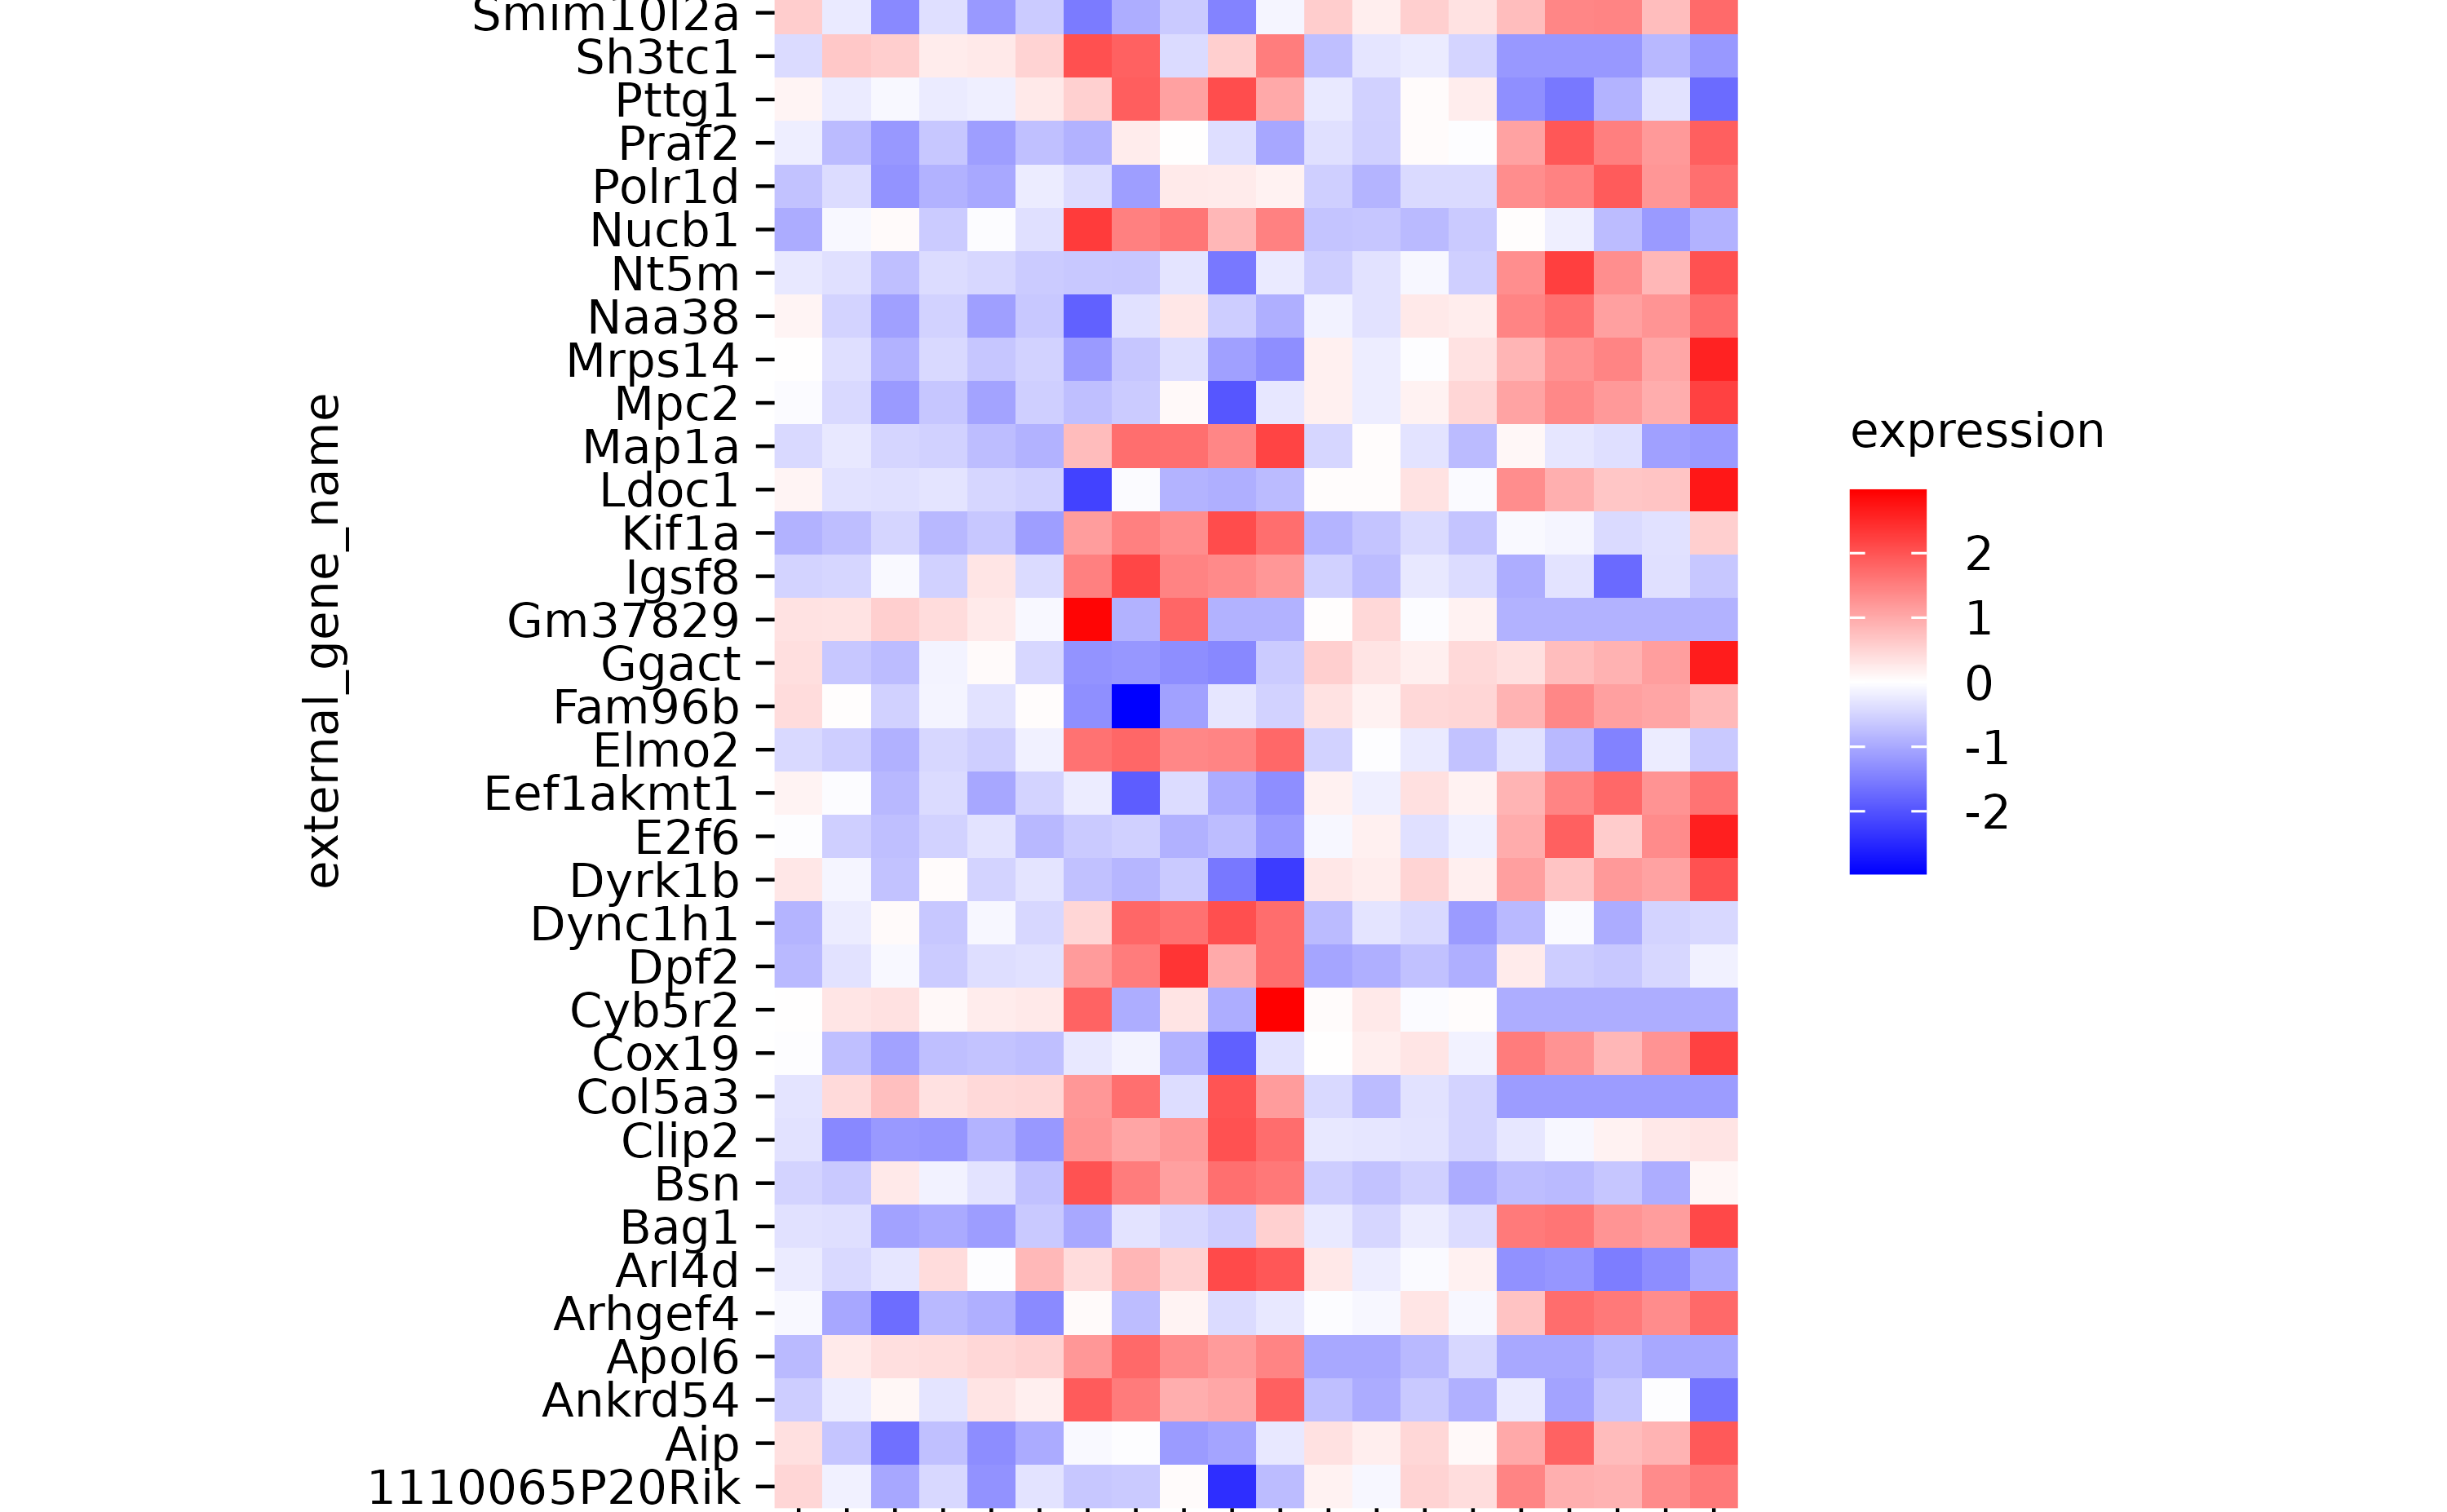 Smim10l2a
Sh3tc1
Pttg1
Praf2
Polr1d
Nucb1
Nt5m
Naa38
Mrps14
Mpc2
Map1a
Ldoc1
Kif1a
Igsf8
Gm37829
Ggact
Fam96b
Elmo2
Eef1akmt1
E2f6
Dyrk1b
Dync1h1
Dpf2
Cyb5r2
Cox19
Col5a3
Clip2
Bsn
Bag1
Arl4d
Arhgef4
Apol6
Ankrd54
Aip
1110065P20Rik
external_gene_name
expression
2
1
0
-1
-2